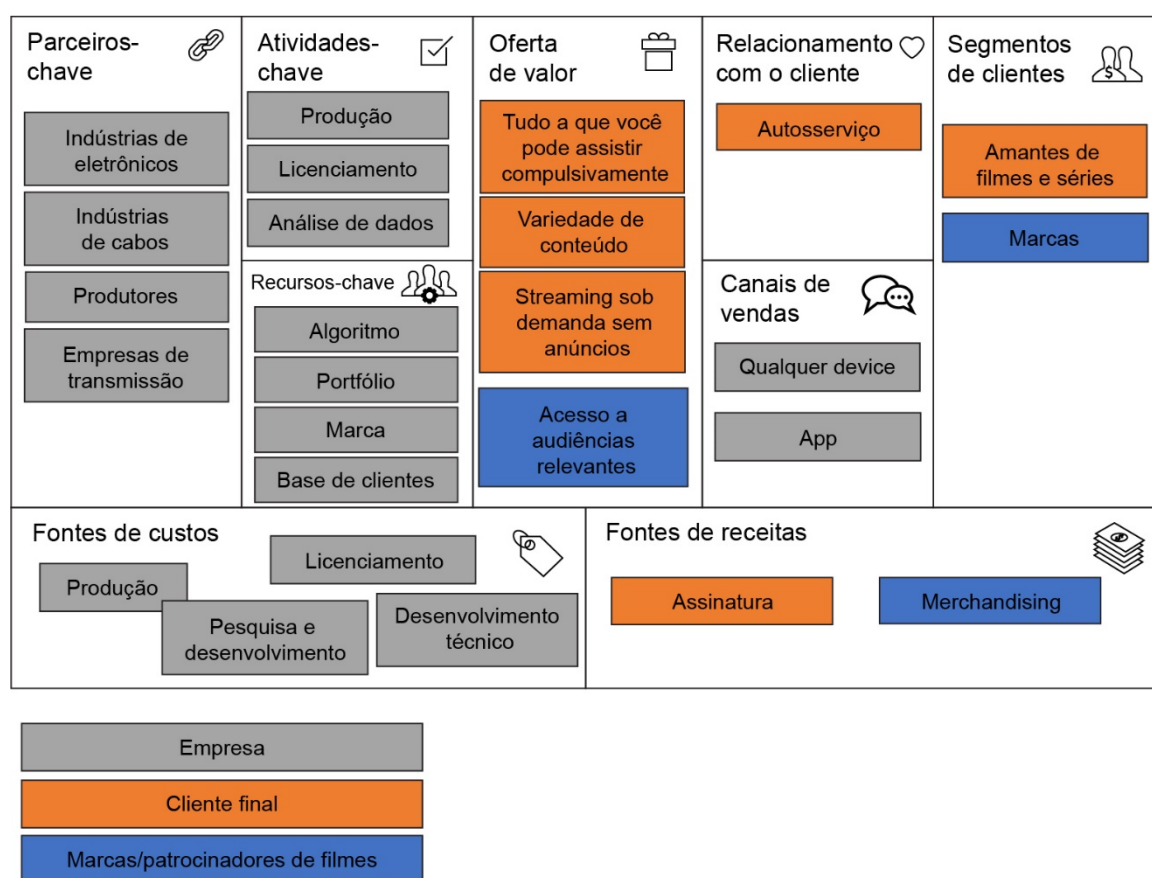 Parceiros-
chave
Indústrias de
eletrônicos
Indústrias
de cabos
Produtores
Empresas de
transmissão
Atividades-
chave
Produção
Licenciamento
Análise de dados
Recursos-chave
Algoritmo
Portfólio
Marca
Base de clientes
Oferta
de valor
Tudo a que você
pode assistir
compulsivamente
Variedade de
conteúdo
Streaming sob
demanda sem
anúncios
Acesso a
audiências
relevantes
Relacionamento
com o cliente
Autosserviço
Canais de
vendas
Qualquer device
App
Segmentos
de clientes
$
Amantes de
filmes e séries
Marcas
Fontes de custos
Licenciamento
Produção
Pesquisa e
desenvolvimento
Desenvolvimento
técnico
Fontes de receitas
Assinatura
Merchandising
Empresa
Cliente final
Marcas/patrocinadores de filmes